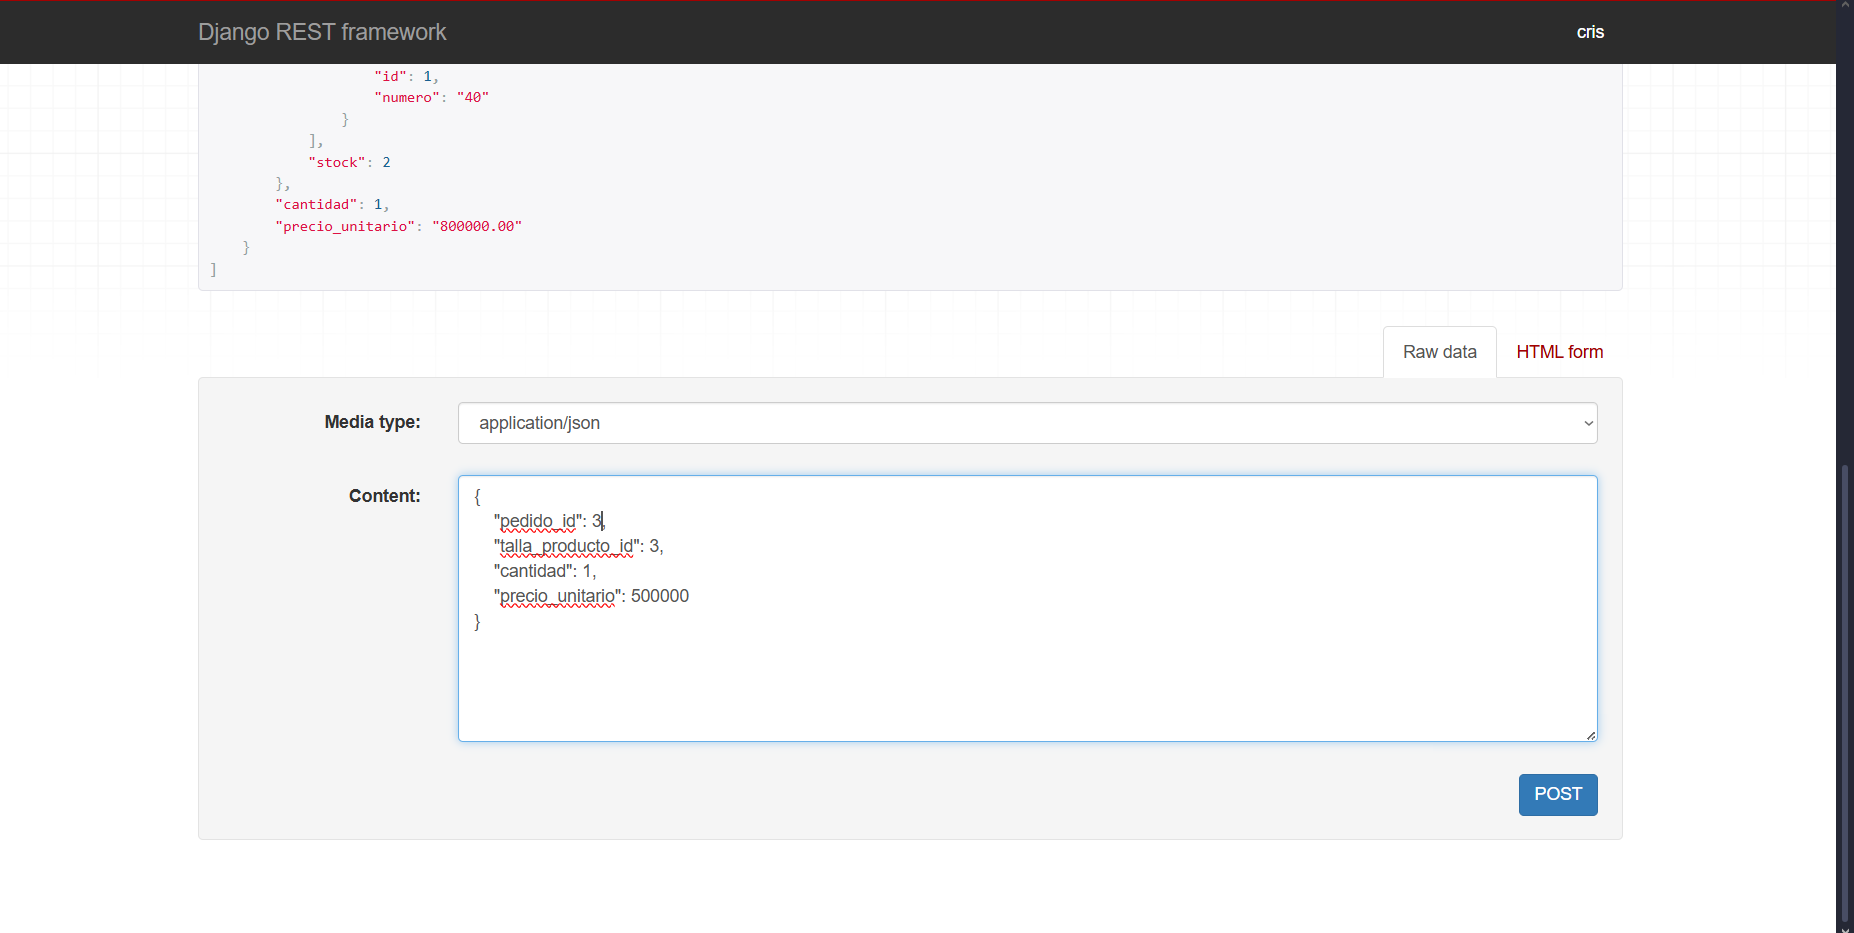 Django REST framework
cris
"id": 1,
"numero": "40"
}
],
"stock": 2
},
"cantidad": 1,
"precio_unitario": "800000.00"
}
]
Raw data
HTML form
Media type:
application/json
Content:
{
"pedido_id": 3,
"talla_producto_id": 3,
"cantidad": 1,
"precio_unitario": 500000
}
POST